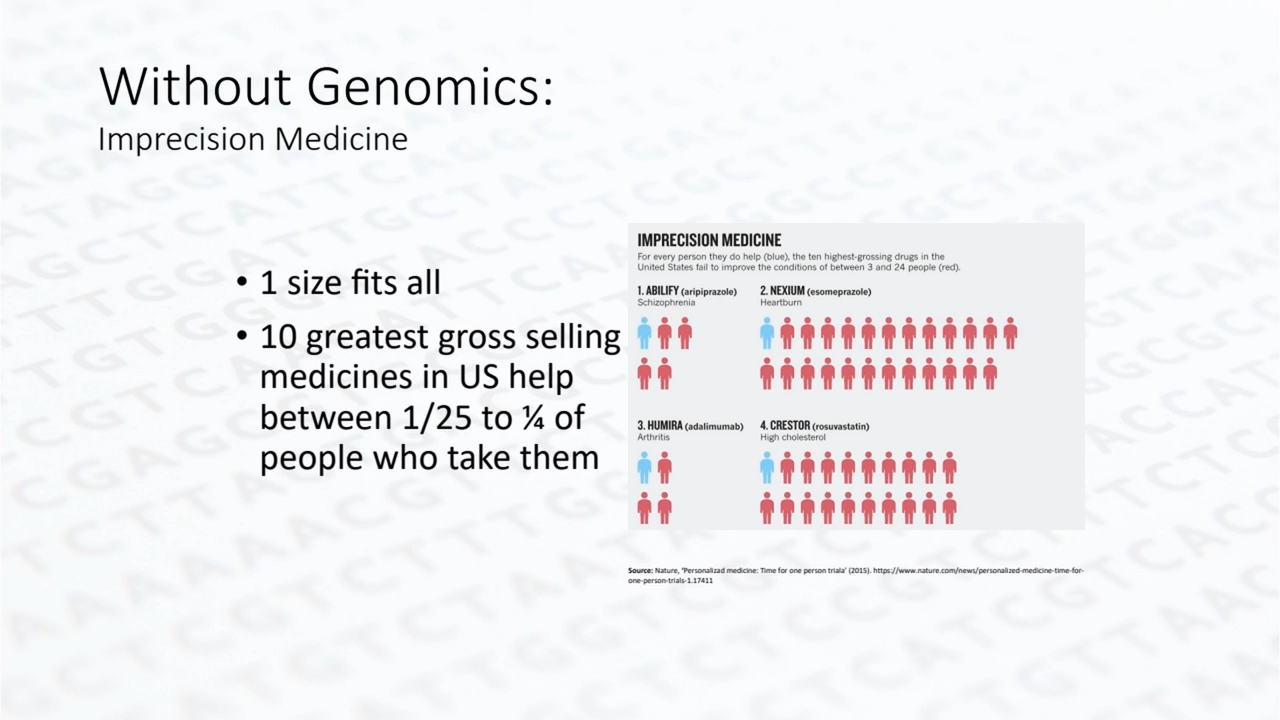 Without Genomics:
Imprecision Medicine
• 1 size fits all
• 10 greatest gross selling
medicines in US help
between 1/25 to ¼ of
people who take them
IMPRECISION MEDICINE
For every person they do help (blue), the ten highest-grossing drugs in the
United States fail to improve the conditions of between 3 and 24 people (red).
1. ABILIFY (aripiprazole)
Schizophrenia
2. NEXIUM (esomeprazole)
Heartburn
3. HUMIRA (adalimumab)
Arthritis
4. CRESTOR (rosuvastatin)
High cholesterol
Source: Nature, 'Personalizad medicine: Time for one person triala' (2015). https://www.nature.com/news/personalized-medicine-time-for-
one-person-trials-1.17411